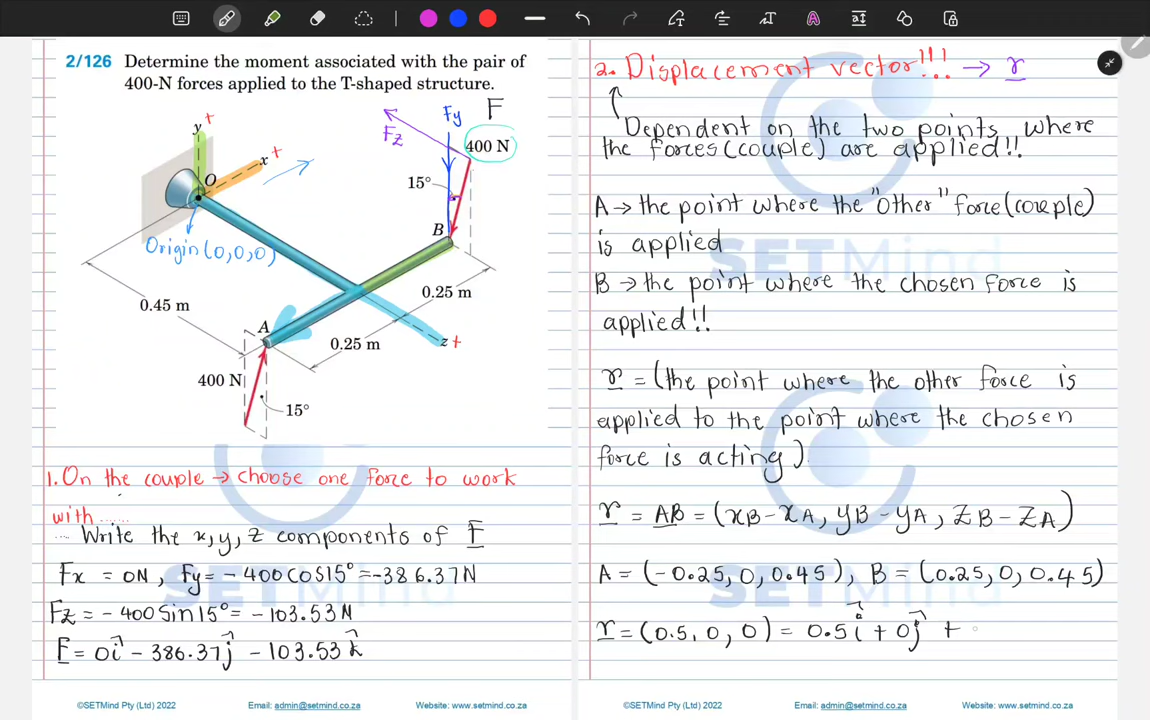 2/126 Determine the moment associated with the pair of
400-N forces applied to the T-shaped structure.
y +
x +
O
Origin (0,0,0)
Fz
Fy
F
400 N
15°
B
0.45 m
0.25 m
A
0.25 m
z +
400 N
15°
1. On the couple → choose one force to work
with......
... Write the x, y, z components of F
Fx = 0N, Fy = - 400 cos15° = -386.37N
Fz = - 400 sin 15° = - 103.53 N
F = 0i - 386.37j - 103.53 k
2. Displacement vector!!! → r
Dependent on the two points where
the forces(couple) are applied!!
A → the point where the "other" force(couple)
is applied
B → the point where the chosen force is
applied!!
r = (the point where the other force is
applied to the point where the chosen
force is acting).
r = AB = (xB - xA, yB - yA, zB - zA)
A = (-0.25, 0, 0.45), B = (0.25, 0, 0.45)
r = (0.5, 0, 0) = 0.5i + 0j +
SETMind
SETMind
©SETMind Pty (Ltd) 2022 Email: admin@setmind.co.za Website: www.setmind.co.za
©SETMind Pty (Ltd) 2022 Email: admin@setmind.co.za Website: www.setmind.co.za